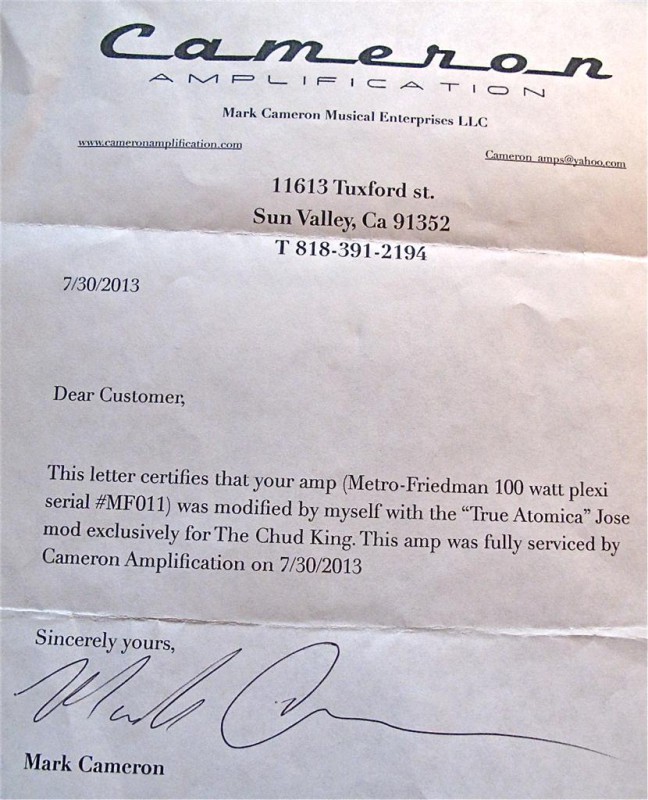 Cameron
AMPLIFICATION
Mark Cameron Musical Enterprises LLC
www.cameronamplification.com
Cameron_amps@yahoo.com
11613 Tuxford st.
Sun Valley, Ca 91352
T 818-391-2194
7/30/2013
Dear Customer,
This letter certifies that your amp (Metro-Friedman 100 watt plexi
serial #MF011) was modified by myself with the “True Atomica” Jose
mod exclusively for The Chud King. This amp was fully serviced by
Cameron Amplification on 7/30/2013
Sincerely yours,
Mark Cameron